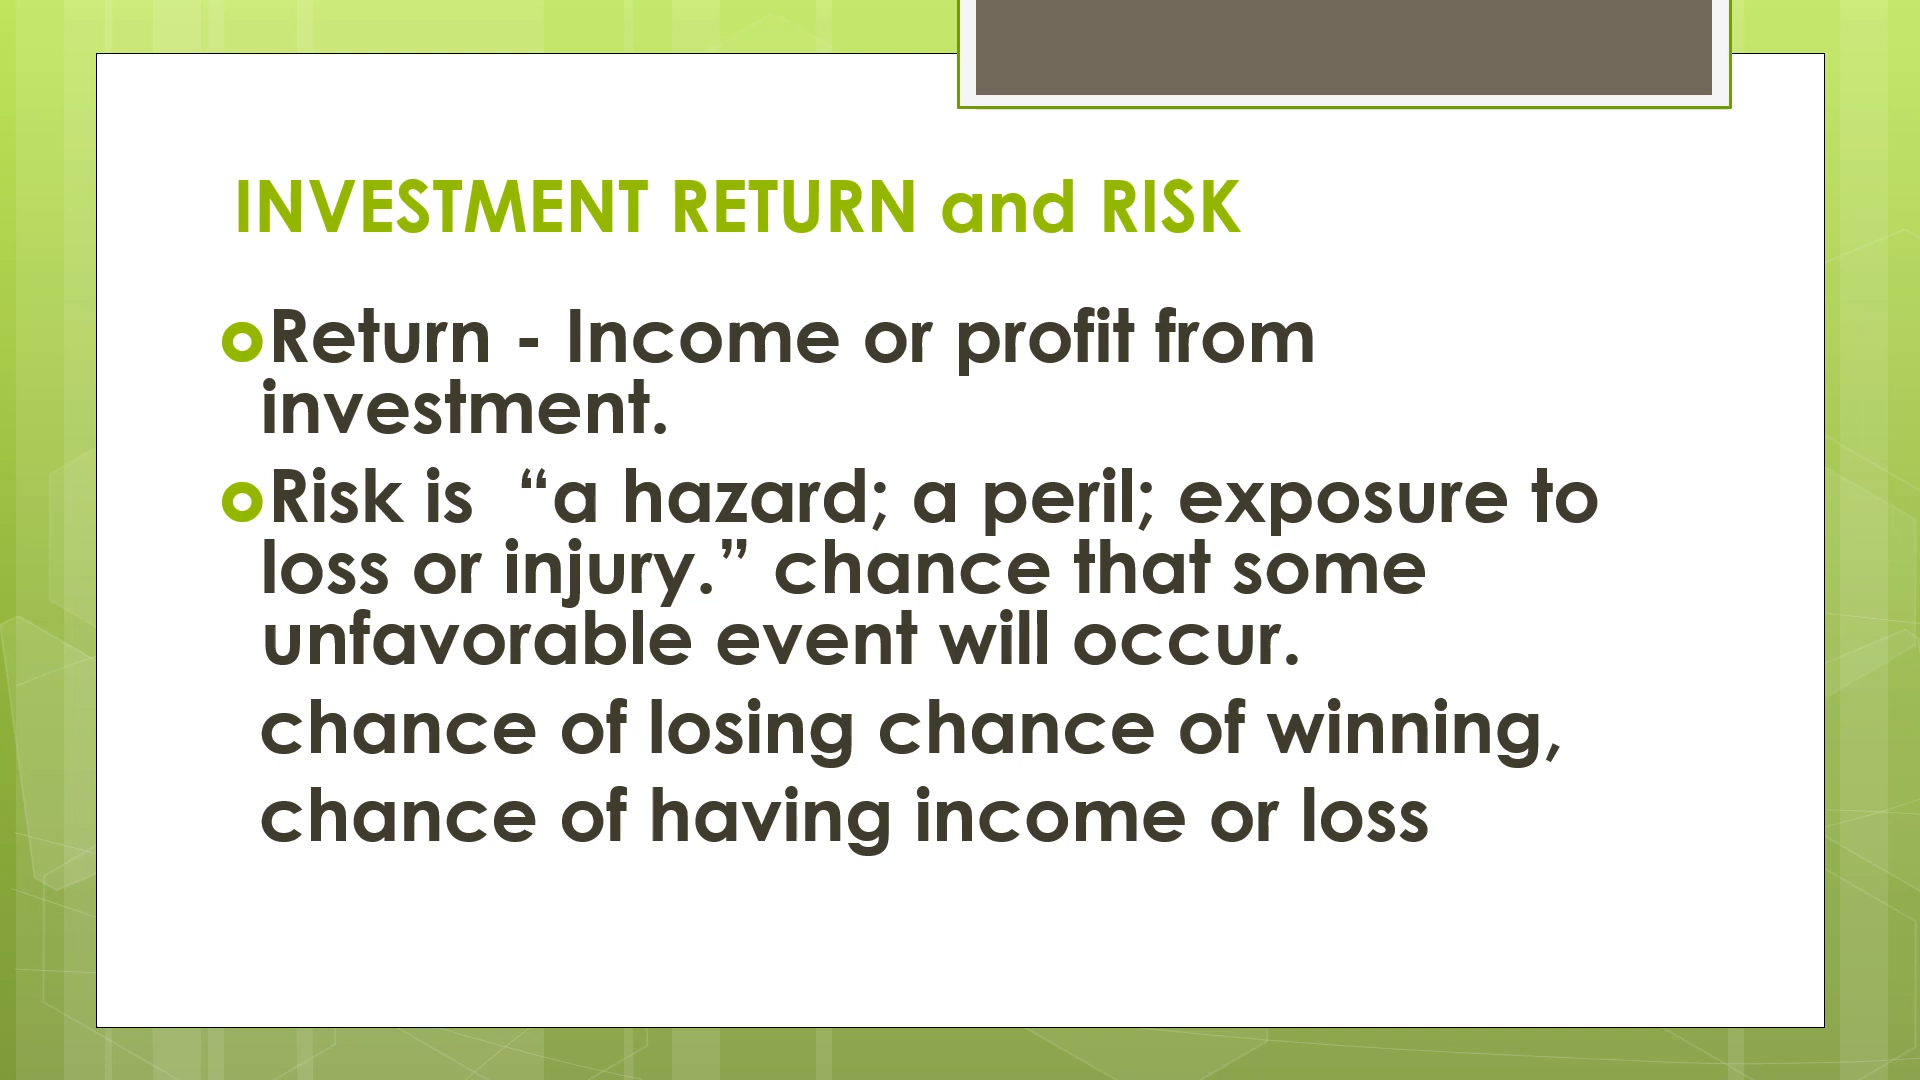 INVESTMENT RETURN and RISK
Return - Income or profit from
investment.
Risk is  “a hazard; a peril; exposure to
loss or injury.” chance that some
unfavorable event will occur.
chance of losing chance of winning,
chance of having income or loss